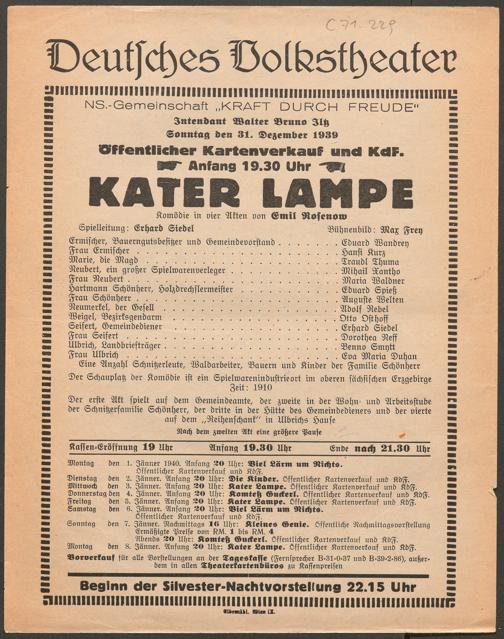 C 71.229
Deutsches Volkstheater
NS.-Gemeinschaft „KRAFT DURCH FREUDE“
Intendant Walter Bruno Iltz
Sonntag den 31. Dezember 1939
Öffentlicher Kartenverkauf und KdF.
Anfang 19.30 Uhr
KATER LAMPE
Komödie in vier Akten von Emil Rosenow
Spielleitung: Erhard Siedel Bühnenbild: Max Frey
Ermischer, Bauerngutsbesitzer und Gemeindevorstand . . . . . . . Eduard Wandrey
Frau Ermischer . . . . . . . Hansi Kurz
Marie, die Magd . . . . . . . Traudl Thuma
Neubert, ein großer Spielwarenverleger . . . . . . . Mihail Xantho
Frau Neubert . . . . . . . Maria Waldner
Hartmann Schönherr, Holzdrechslermeister . . . . . . . Eduard Spieß
Frau Schönherr . . . . . . . Auguste Welten
Neumerkel, der Gesell . . . . . . . Adolf Rebel
Weigel, Bezirksgendarm . . . . . . . Otto Osthoff
Seifert, Gemeindediener . . . . . . . Erhard Siedel
Frau Seifert . . . . . . . Dorothea Neff
Ulbrich, Landbriefträger . . . . . . . Benno Smytt
Frau Ulbrich . . . . . . . Eva Maria Duhan
Eine Anzahl Schnitzerleute, Waldarbeiter, Bauern und Kinder der Familie Schönherr
Der Schauplatz der Komödie ist ein Spielwarenindustrieort im oberen sächsischen Erzgebirge
Zeit: 1910
Der erste Akt spielt auf dem Gemeindeamte, der zweite in der Wohn- und Arbeitsstube
der Schnitzerfamilie Schönherr, der dritte in der Hütte des Gemeindedieners und der vierte
auf dem „Reihenschank“ in Ulbrichs Hause
Nach dem zweiten Akt eine größere Pause
Kassen-Eröffnung 19 Uhr Anfang 19.30 Uhr Ende nach 21.30 Uhr
Montag den 1. Jänner 1940. Anfang 20 Uhr: Viel Lärm um Nichts.
Öffentlicher Kartenverkauf und KdF.
Dienstag den 2. Jänner. Anfang 20 Uhr: Die Kinder. Öffentlicher Kartenverkauf und KdF.
Mittwoch den 3. Jänner. Anfang 20 Uhr: Kater Lampe. Öffentlicher Kartenverkauf und KdF.
Donnerstag den 4. Jänner. Anfang 20 Uhr: Komteß Guckerl. Öffentlicher Kartenverkauf und KdF.
Freitag den 5. Jänner. Anfang 20 Uhr: Kater Lampe. Öffentlicher Kartenverkauf und KdF.
Samstag den 6. Jänner. Anfang 20 Uhr: Viel Lärm um Nichts.
Öffentlicher Kartenverkauf und KdF.
Sonntag den 7. Jänner. Nachmittags 16 Uhr: Kleines Genie. Öffentliche Nachmittagsvorstellung
Ermäßigte Preise von RM. 1 bis RM. 4
Abends 20 Uhr: Komteß Guckerl. Öffentlicher Kartenverkauf und KdF.
Montag den 8. Jänner. Anfang 20 Uhr: Kater Lampe. Öffentlicher Kartenverkauf und KdF.
Vorverkauf für alle Vorstellungen an der Tageskasse (Fernsprecher B-31-0-37 und B-39-2-86), außer-
dem in allen Theaterkartenbüros zu Kassenpreisen
Beginn der Silvester-Nachtvorstellung 22.15 Uhr
Elbemühl, Wien IX.